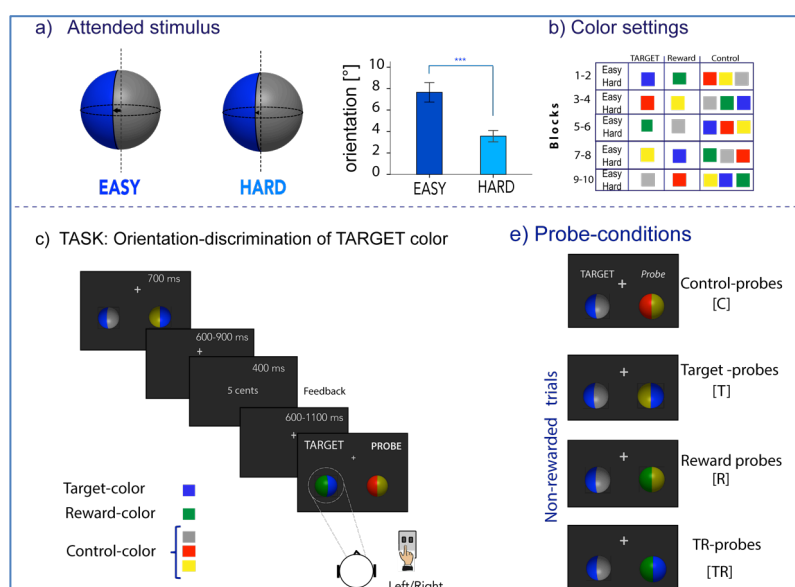 a) Attended stimulus
EASY
HARD
orientation [°]
10
8
6
4
2
0
***
EASY
HARD
b) Color settings
TARGET Reward Control
Blocks
1-2 Easy Hard
3-4 Easy Hard
5-6 Easy Hard
7-8 Easy Hard
9-10 Easy Hard
c) TASK: Orientation-discrimination of TARGET color
700 ms
600-900 ms
400 ms
5 cents
Feedback
600-1100 ms
TARGET PROBE
Target-color
Reward-color
Control-color
Left/Right
e) Probe-conditions
Non-rewarded trials
TARGET Probe
Control-probes
[C]
Target -probes
[T]
Reward probes
[R]
TR-probes
[TR]